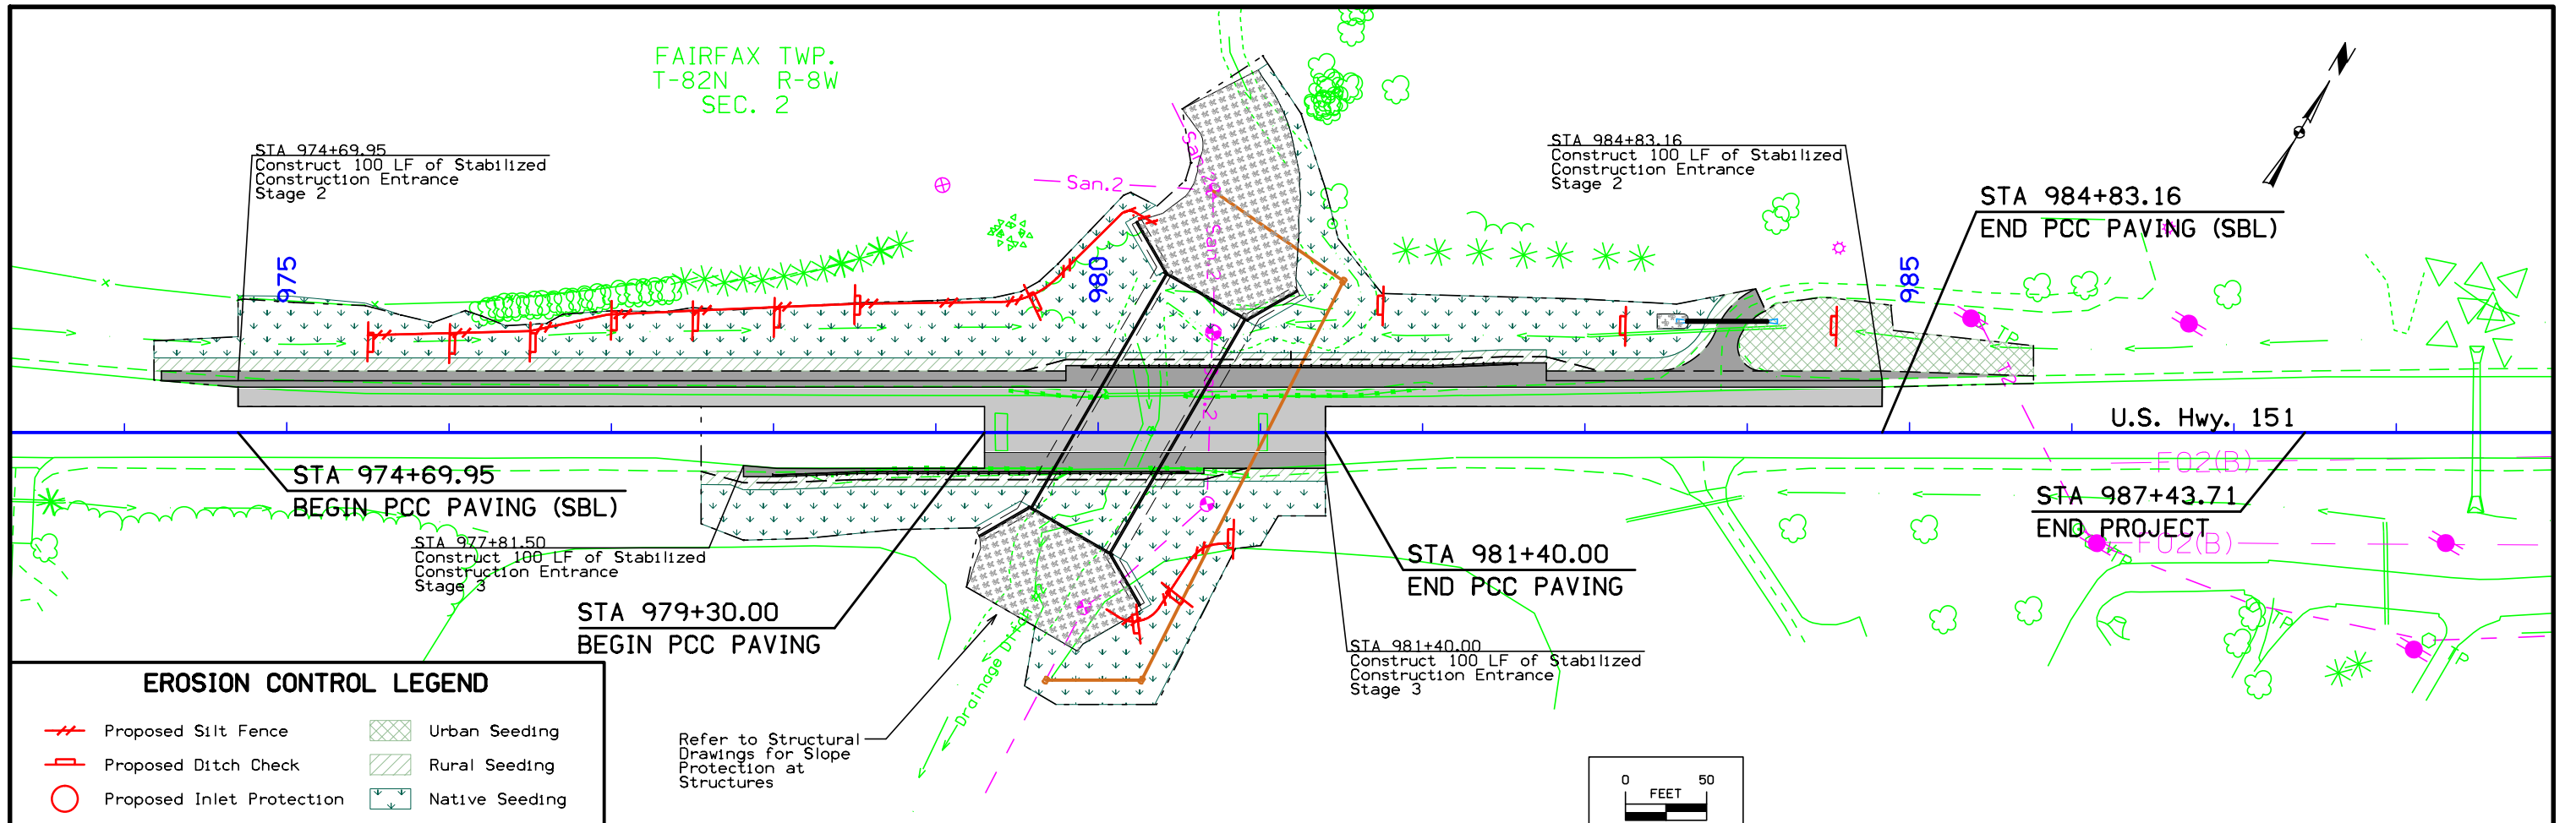 FAIRFAX TWP.
T-82N R-8W
SEC. 2
STA 974+69.95
Construct 100 LF of Stabilized
Construction Entrance
Stage 2
STA 984+83.16
Construct 100 LF of Stabilized
Construction Entrance
Stage 2
STA 984+83.16
END PCC PAVING (SBL)
San.2
San.2
975
980
985
TP
U.S. Hwy. 151
F02(B)
STA 974+69.95
BEGIN PCC PAVING (SBL)
STA 987+43.71
END PROJECT
F02(B)
STA 977+81.50
Construct 100 LF of Stabilized
Construction Entrance
Stage 3
STA 981+40.00
END PCC PAVING
STA 979+30.00
BEGIN PCC PAVING
TP
TP
TP
STA 981+40.00
Construct 100 LF of Stabilized
Construction Entrance
Stage 3
Drainage
Refer to Structural
Drawings for Slope
Protection at
Structures
EROSION CONTROL LEGEND
Proposed Silt Fence
Urban Seeding
Proposed Ditch Check
Rural Seeding
Proposed Inlet Protection
Native Seeding
0 50
FEET